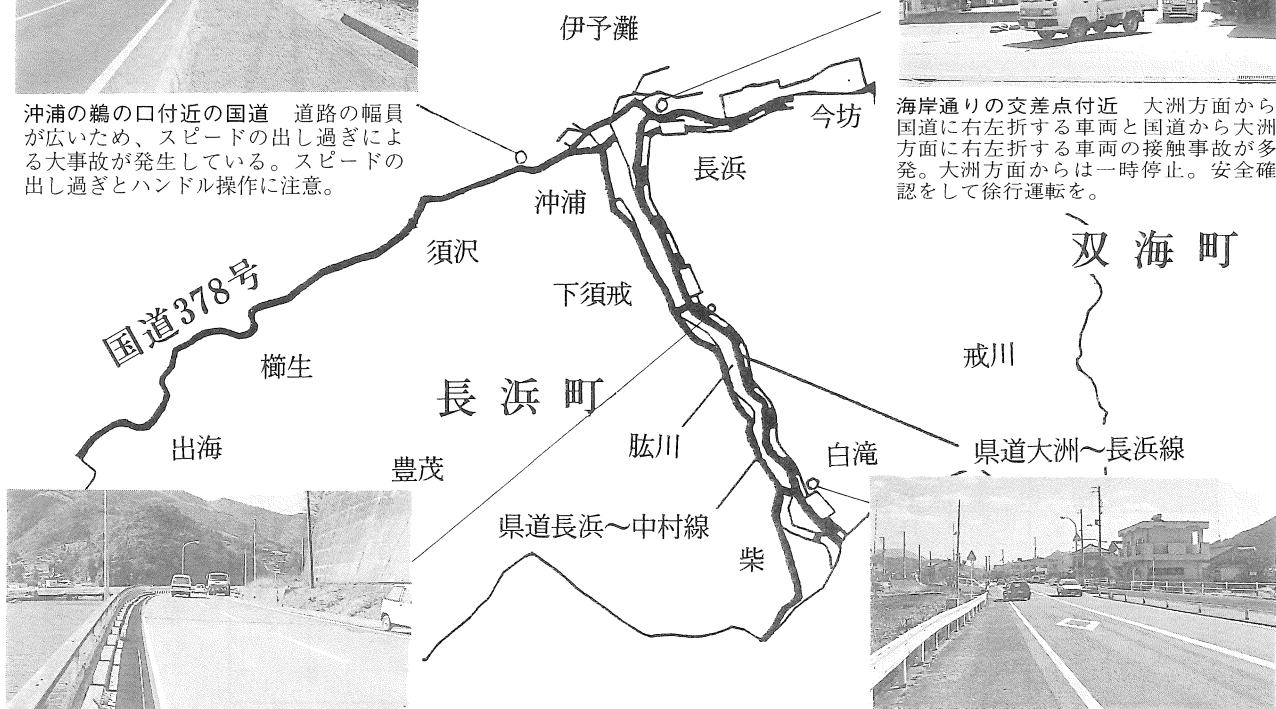 伊予灘
沖浦の鵜の口付近の国道　道路の幅員
が広いため、スピードの出し過ぎによ
る大事故が発生している。スピードの
出し過ぎとハンドル操作に注意。
海岸通りの交差点付近　大洲方面から
国道に右左折する車両と国道から大洲
方面に右左折する車両の接触事故が多
発。大洲方面からは一時停止。安全確
認をして徐行運転を。
今坊
長浜
沖浦
須沢
双海町
国道378号
下須戒
櫛生
戒川
長浜町
出海
豊茂
肱川
白滝
県道大洲〜長浜線
県道長浜〜中村線
柴